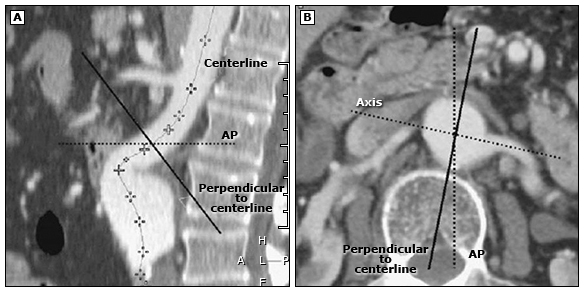 A
Centerline
AP
Perpendicular
to
centerline
H
A L P
F
B
Axis
Perpendicular
to
centerline
AP